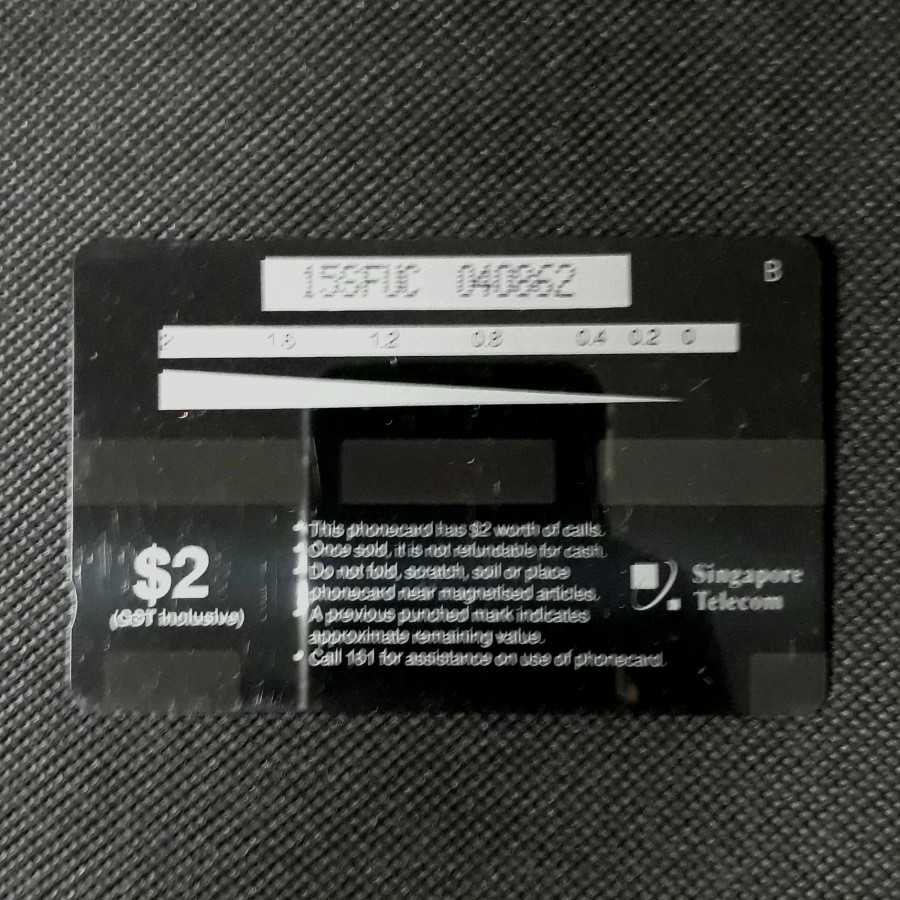 B
156FUC 040862
2 1.6 1.2 0.8 0.4 0.2 0
• This phonecard has $2 worth of calls.
• Once sold, it is not refundable for cash.
• Do not fold, scratch, soil or place
phonecard near magnetised articles.
• A previous punched mark indicates
approximate remaining value.
• Call 161 for assistance on use of phonecard.
$2
(GST inclusive)
Singapore
Telecom